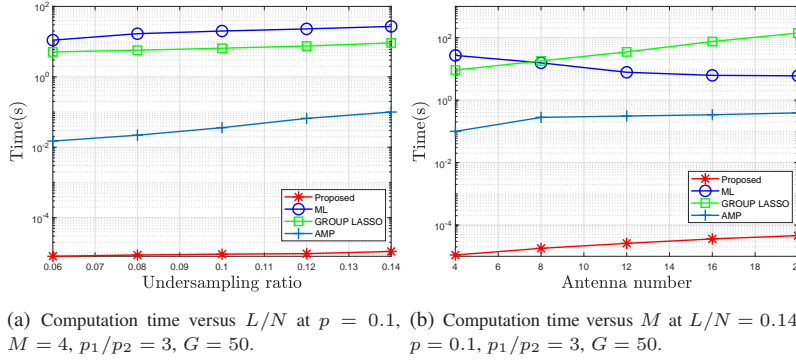 10^2
10^0
10^-2
10^-4
Time(s)
Proposed
ML
GROUP LASSO
AMP
0.06 0.07 0.08 0.09 0.1 0.11 0.12 0.13 0.14
Undersampling ratio
10^2
10^0
10^-2
10^-4
Time(s)
Proposed
ML
GROUP LASSO
AMP
4 6 8 10 12 14 16 18
Antenna number
(a) Computation time versus L/N at p = 0.1,
M = 4, p1/p2 = 3, G = 50.
(b) Computation time versus M at L/N = 0.14
p = 0.1, p1/p2 = 3, G = 50.